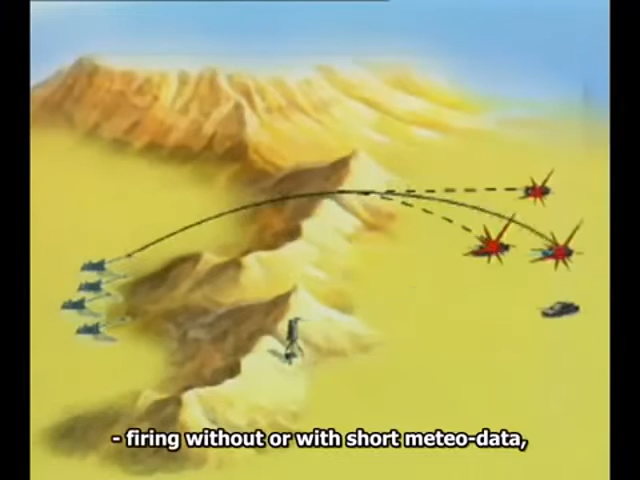 - firing without or with short meteo-data,